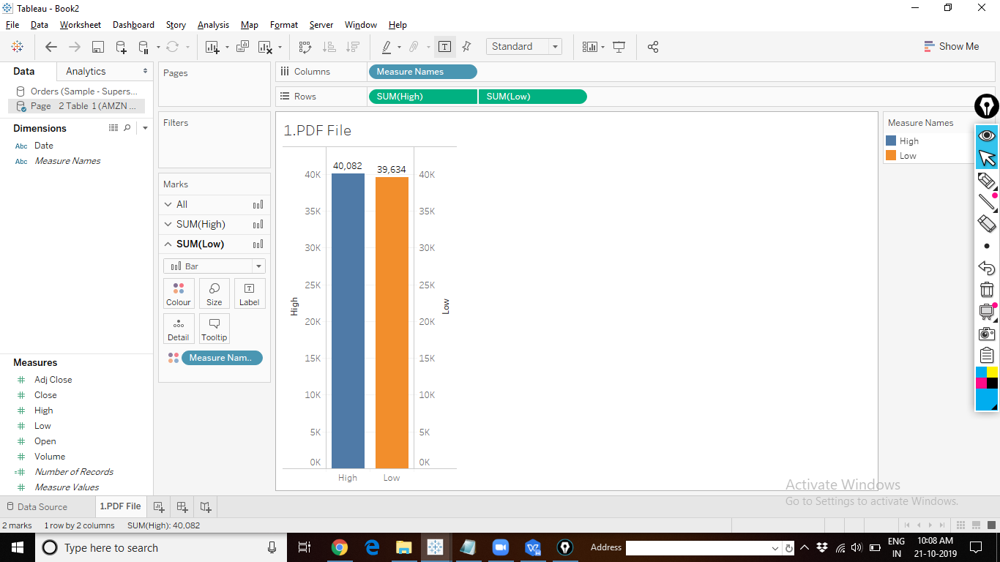 Tableau - Book2
File Data Worksheet Dashboard Story Analysis Map Format Server Window Help
Standard
Show Me
Data Analytics
Orders (Sample - Supers...
Page 2 Table 1 (AMZN ...
Dimensions
Abc Date
Abc Measure Names
Measures
Adj Close
Close
High
Low
Open
Volume
Number of Records
Measure Values
Pages
Filters
Marks
All
SUM(High)
SUM(Low)
Bar
Colour Size Label
Detail Tooltip
Measure Nam..
Columns Measure Names
Rows SUM(High) SUM(Low)
1.PDF File
40,082 39,634
40K 40K
35K 35K
30K 30K
25K 25K
High Low
20K 20K
15K 15K
10K 10K
5K 5K
0K 0K
High Low
Measure Names
High
Low
Activate Windows
Go to Settings to activate Windows.
Data Source 1.PDF File
2 marks 1 row by 2 columns SUM(High): 40,082
Type here to search Address ENG 10:08 AM
IN 21-10-2019